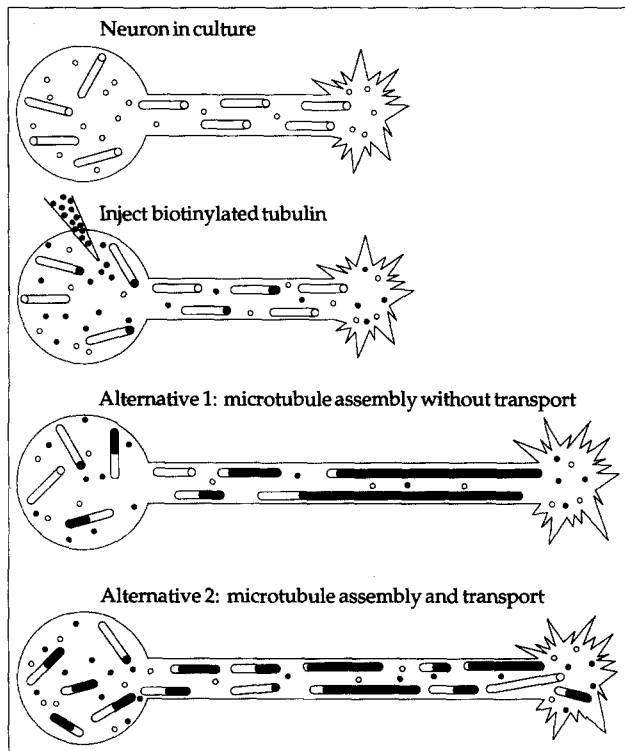 Neuron in culture
Inject biotinylated tubulin
Alternative 1: microtubule assembly without transport
Alternative 2: microtubule assembly and transport